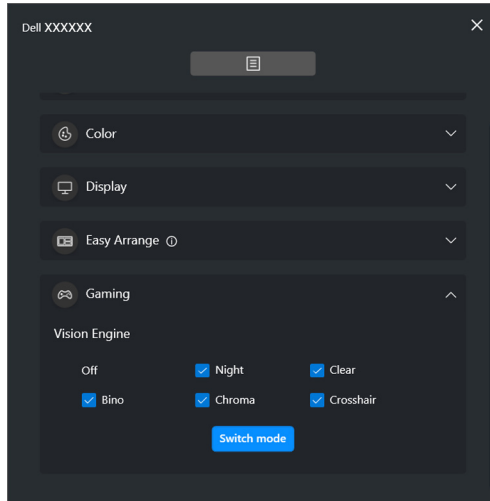 Dell XXXXXX
Color
Display
Easy Arrange
Gaming
Vision Engine
Off Night Clear
Bino Chroma Crosshair
Switch mode